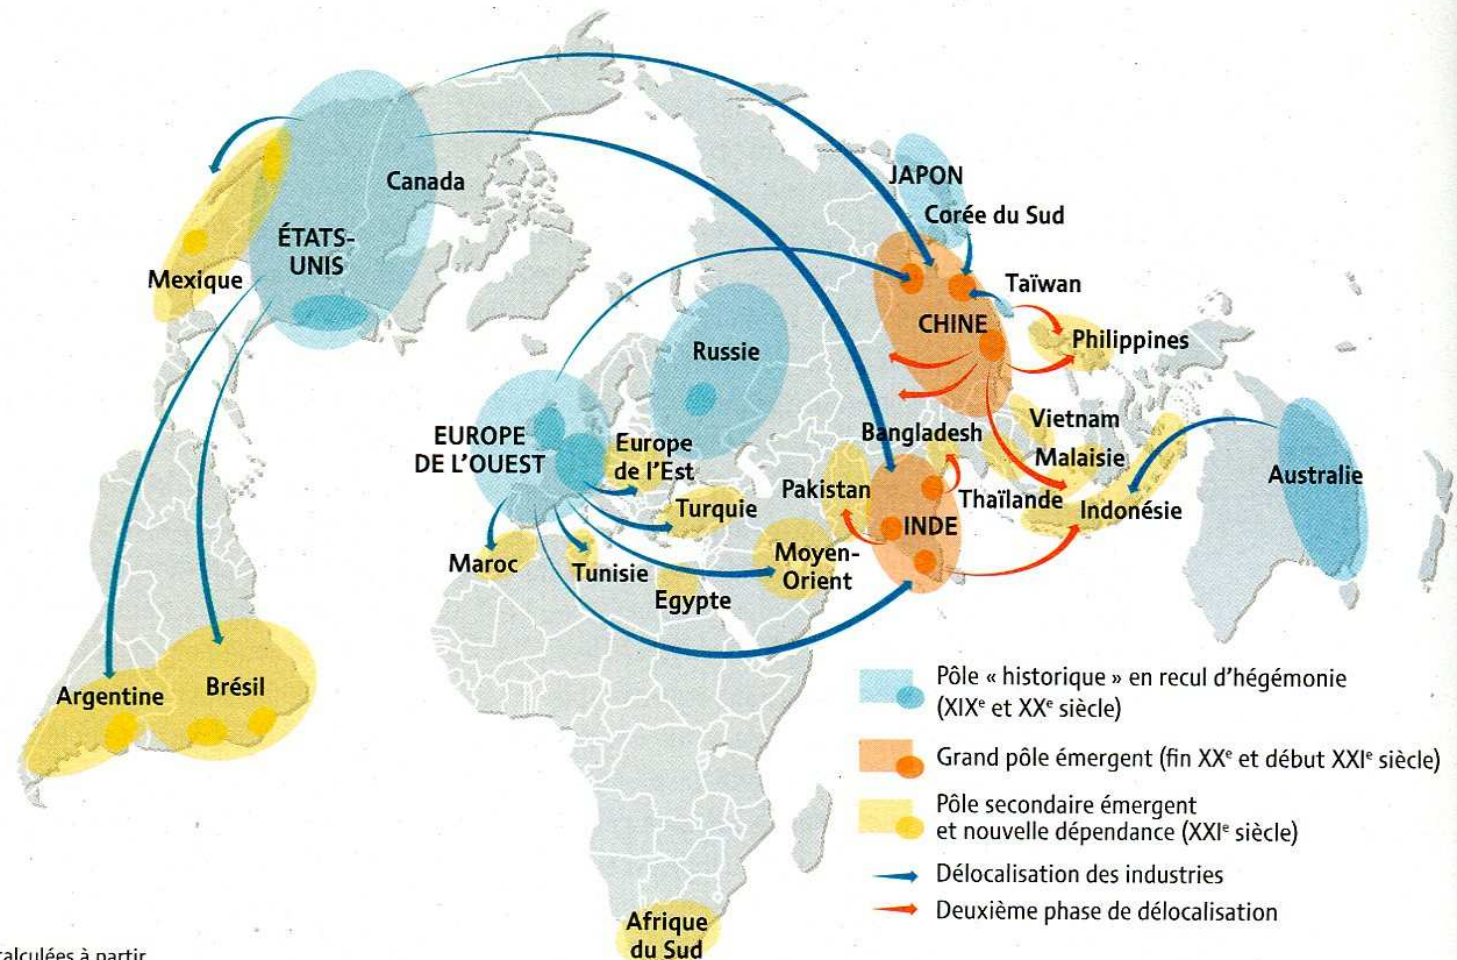 Canada
JAPON
Corée du Sud
ÉTATS-
UNIS
Mexique
Taïwan
CHINE
Philippines
Russie
EUROPE
DE L'OUEST
Europe
de l'Est
Bangladesh
Vietnam
Malaisie
Pakistan
Thaïlande
Indonésie
Australie
Turquie
INDE
Maroc
Tunisie
Moyen-
Orient
Egypte
Argentine
Brésil
Afrique
du Sud
Pôle « historique » en recul d'hégémonie
(XIXe et XXe siècle)
Grand pôle émergent (fin XXe et début XXIe siècle)
Pôle secondaire émergent
et nouvelle dépendance (XXIe siècle)
Délocalisation des industries
Deuxième phase de délocalisation
calculées à partir